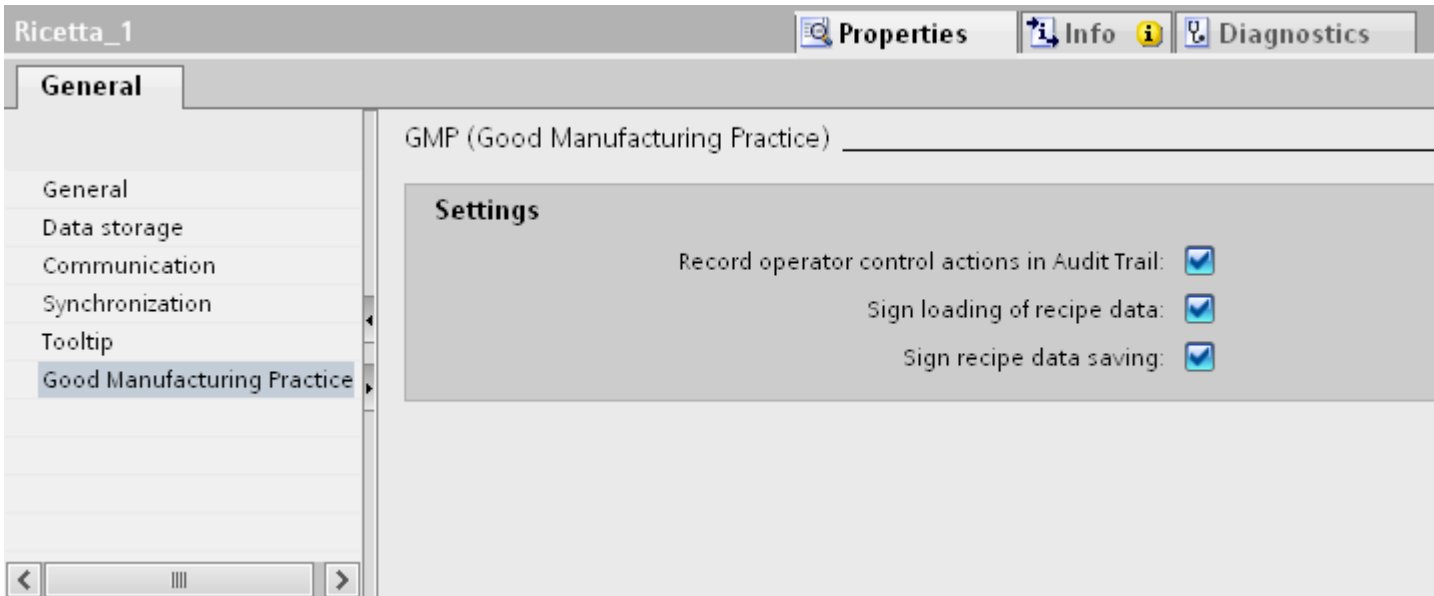 Ricetta_1
Properties
Info
Diagnostics
General
General
Data storage
Communication
Synchronization
Tooltip
Good Manufacturing Practice
GMP (Good Manufacturing Practice)
Settings
Record operator control actions in Audit Trail:
Sign loading of recipe data:
Sign recipe data saving: